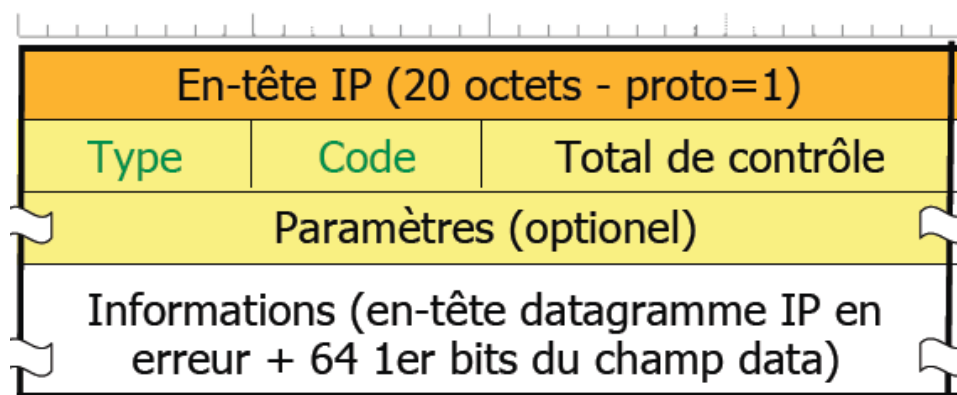 En-tête IP (20 octets - proto=1)
Type Code Total de contrôle
Paramètres (optionel)
Informations (en-tête datagramme IP en
erreur + 64 1er bits du champ data)